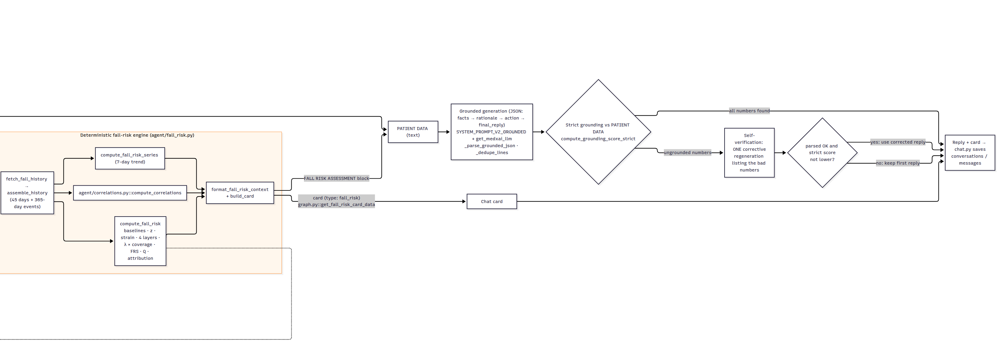 Deterministic fall-risk engine (agent/fall_risk.py)
fetch_fall_history
→
assemble_history
(45 days + 365-
day events)
compute_fall_risk_series
(7-day trend)
agent/correlations.py::compute_correlations
compute_fall_risk
baselines · z ·
strain · 4 layers ·
λ × coverage ·
FRS · Q ·
attribution
format_fall_risk_context
+ build_card
FALL RISK ASSESSMENT block
card (type: fall_risk)
graph.py::get_fall_risk_card_data
PATIENT DATA
(text)
Chat card
Grounded generation (JSON:
facts → rationale → action →
final_reply)
SYSTEM_PROMPT_V2_GROUNDED
+ get_medxai_llm
_parse_grounded_json ·
_dedupe_lines
Strict grounding vs PATIENT
DATA
compute_grounding_score_strict
all numbers found
ungrounded numbers
Self-
verification:
ONE corrective
regeneration
listing the bad
numbers
parsed OK and
strict score
not lower?
yes: use corrected reply
no: keep first reply
Reply + card →
chat.py saves
conversations /
messages